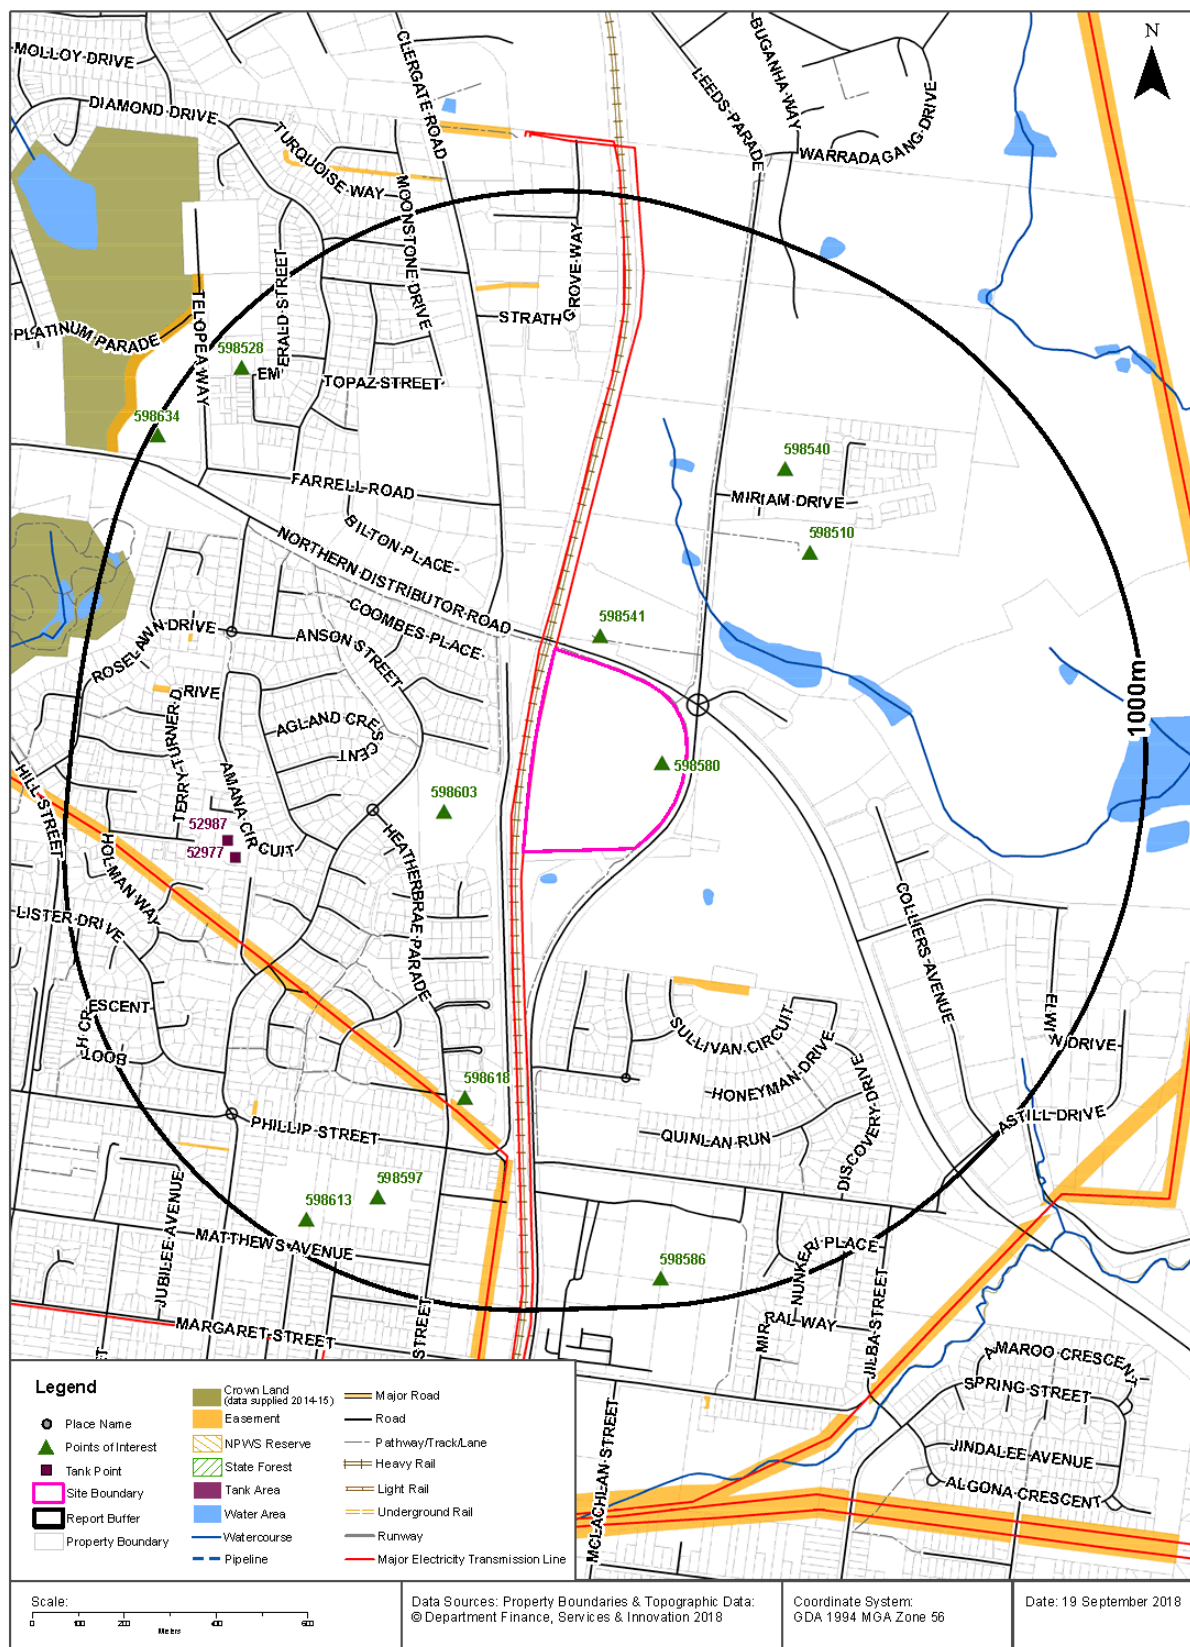 N
MOLLOY DRIVE
DIAMOND DRIVE
TURQUOISE WAY
CLERGATE ROAD
MOONSTONE DRIVE
LEEDS PARADE
BUGANHA WAY
WARRADAGANG DRIVE
EMERALD STREET
TELOPEA WAY
PLATINUM PARADE
STRATH
GROVE WAY
598528
TOPAZ STREET
598634
FARRELL ROAD
BILTON PLACE
598540
MIRIAM DRIVE
598510
NORTHERN DISTRIBUTOR ROAD
COOMBES PLACE
598541
ROSELAWN DRIVE
ANSON STREET
TERRY TURNER DRIVE
AGLAND CRESCENT
1000m
AMANA CIRCUIT
598580
HILL STREET
598603
52987
52977
HOLMAN WAY
HEATHERBRAE PARADE
LISTER DRIVE
COLLIERS AVENUE
ESCENT
H CR
BOOT
SULLIVAN CIRCUIT
HONEYMAN DRIVE
DISCOVERY DRIVE
ELWIN DRIVE
598618
ASTILL DRIVE
PHILLIP STREET
QUINLAN RUN
598597
598613
JUBILEE AVENUE
MATTHEWS AVENUE
NUNKERI PLACE
598586
MIRRAL WAY
JILBA STREET
MARGARET STREET
STREET
ET
AMAROO CRESCENT
SPRING STREET
JINDALEE AVENUE
ALGONA CRESCENT
MCLACHLAN STREET
Legend
Place Name
Points of Interest
Tank Point
Site Boundary
Report Buffer
Property Boundary
Crown Land
(data supplied 2014-15)
Easement
NPWS Reserve
State Forest
Tank Area
Water Area
Watercourse
Pipeline
Major Road
Road
Pathway/Track/Lane
Heavy Rail
Light Rail
Underground Rail
Runway
Major Electricity Transmission Line
Scale:
0 100 200 400 600
Meters
Data Sources: Property Boundaries & Topographic Data:
© Department Finance, Services & Innovation 2018
Coordinate System:
GDA 1994 MGA Zone 56
Date: 19 September 2018